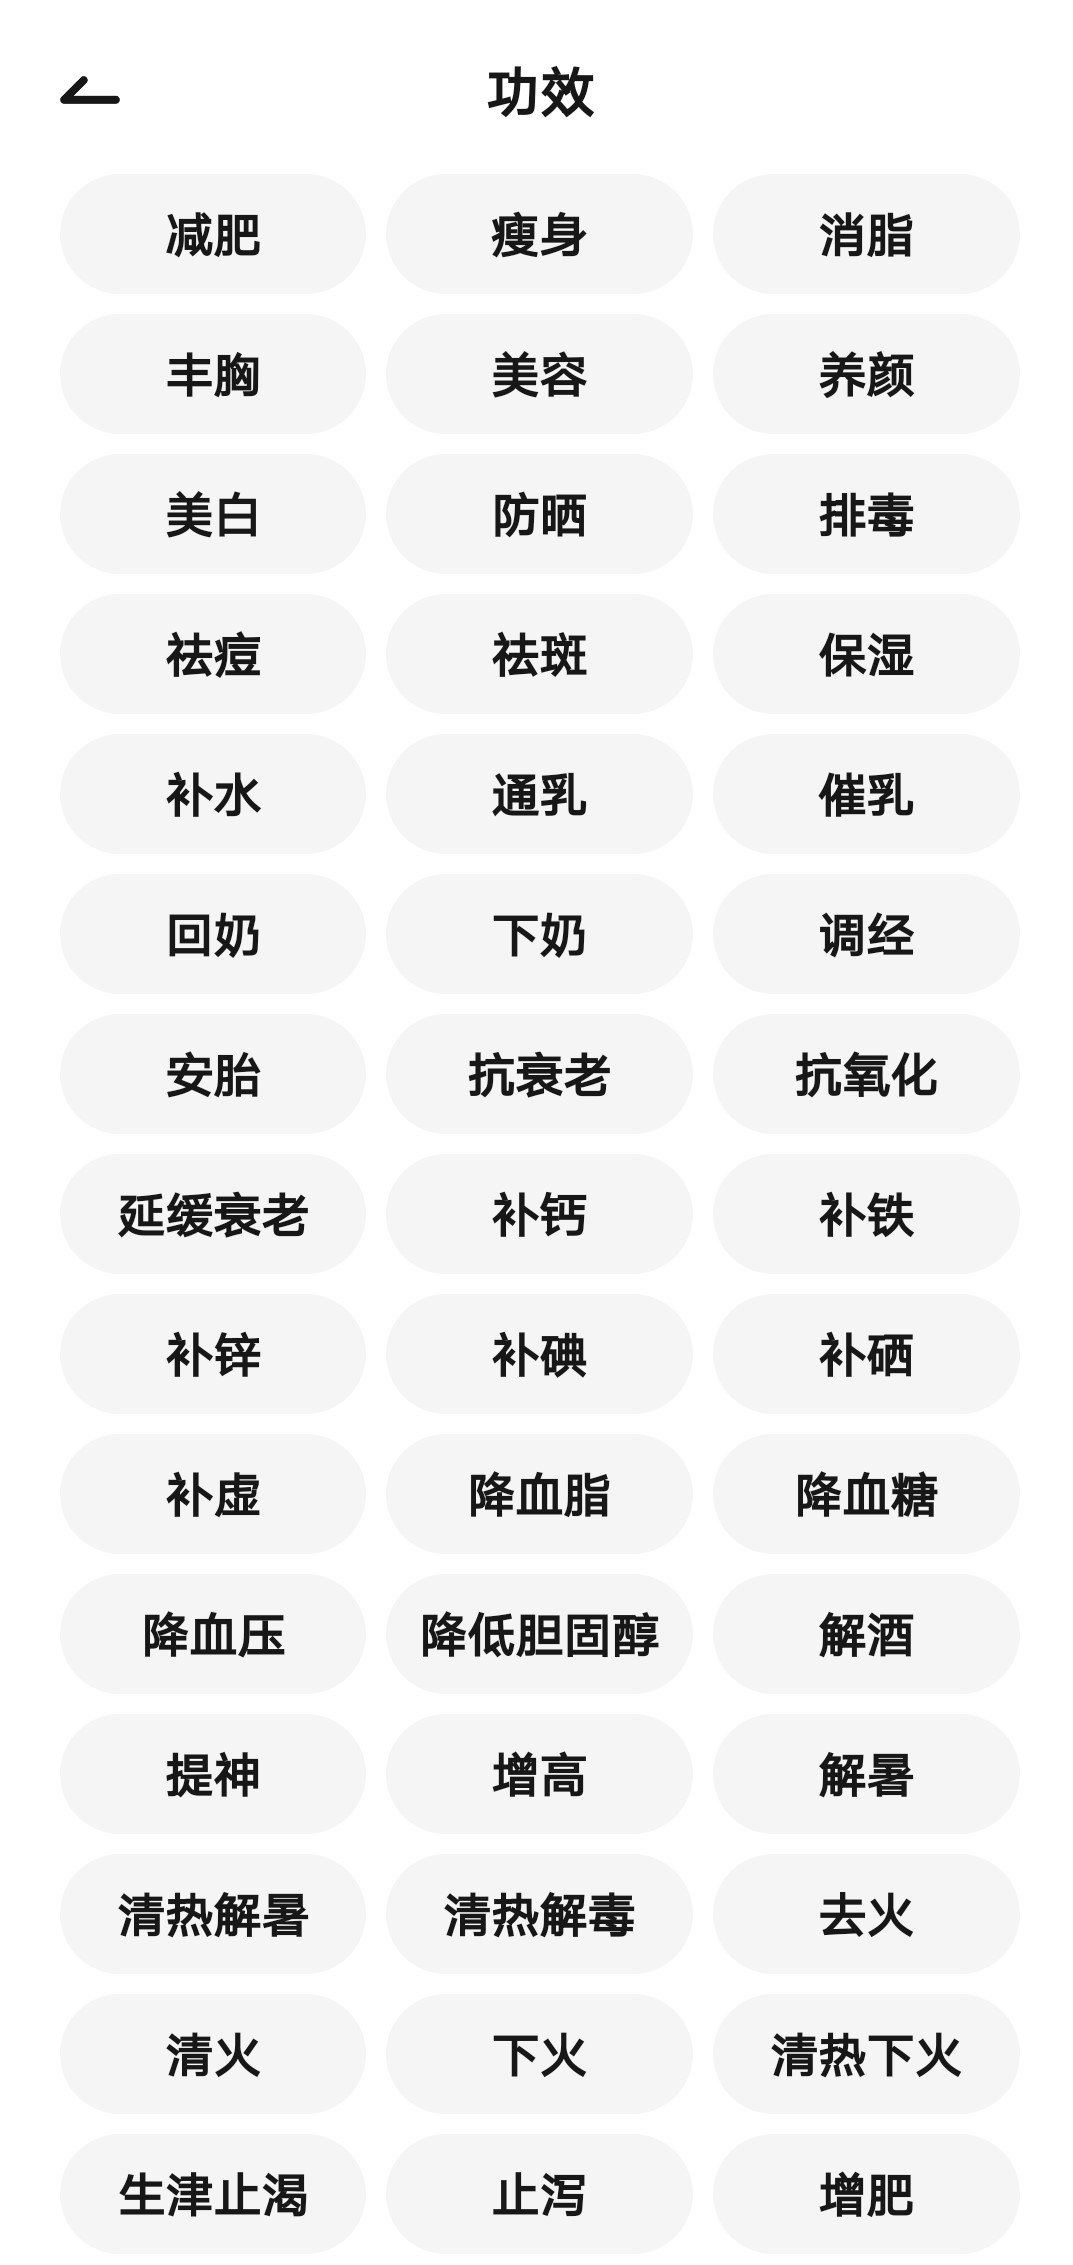 功效
减肥 瘦身 消脂
丰胸 美容 养颜
美白 防晒 排毒
祛痘 祛斑 保湿
补水 通乳 催乳
回奶 下奶 调经
安胎 抗衰老 抗氧化
延缓衰老 补钙 补铁
补锌 补碘 补硒
补虚 降血脂 降血糖
降血压 降低胆固醇 解酒
提神 增高 解暑
清热解暑 清热解毒 去火
清火 下火 清热下火
生津止渴 止泻 增肥